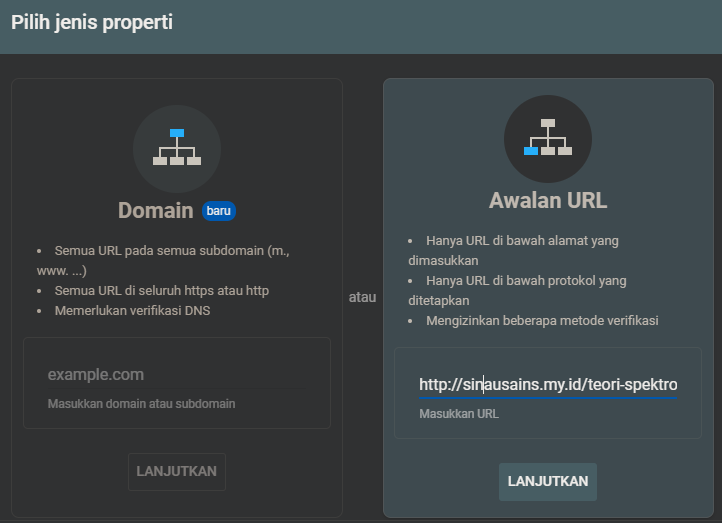 Pilih jenis properti
Domain baru
Semua URL pada semua subdomain (m.,
www. ...)
Semua URL di seluruh https atau http
Memerlukan verifikasi DNS
example.com
Masukkan domain atau subdomain
LANJUTKAN
atau
Awalan URL
Hanya URL di bawah alamat yang
dimasukkan
Hanya URL di bawah protokol yang
ditetapkan
Mengizinkan beberapa metode verifikasi
http://sinausains.my.id/teori-spektro
Masukkan URL
LANJUTKAN